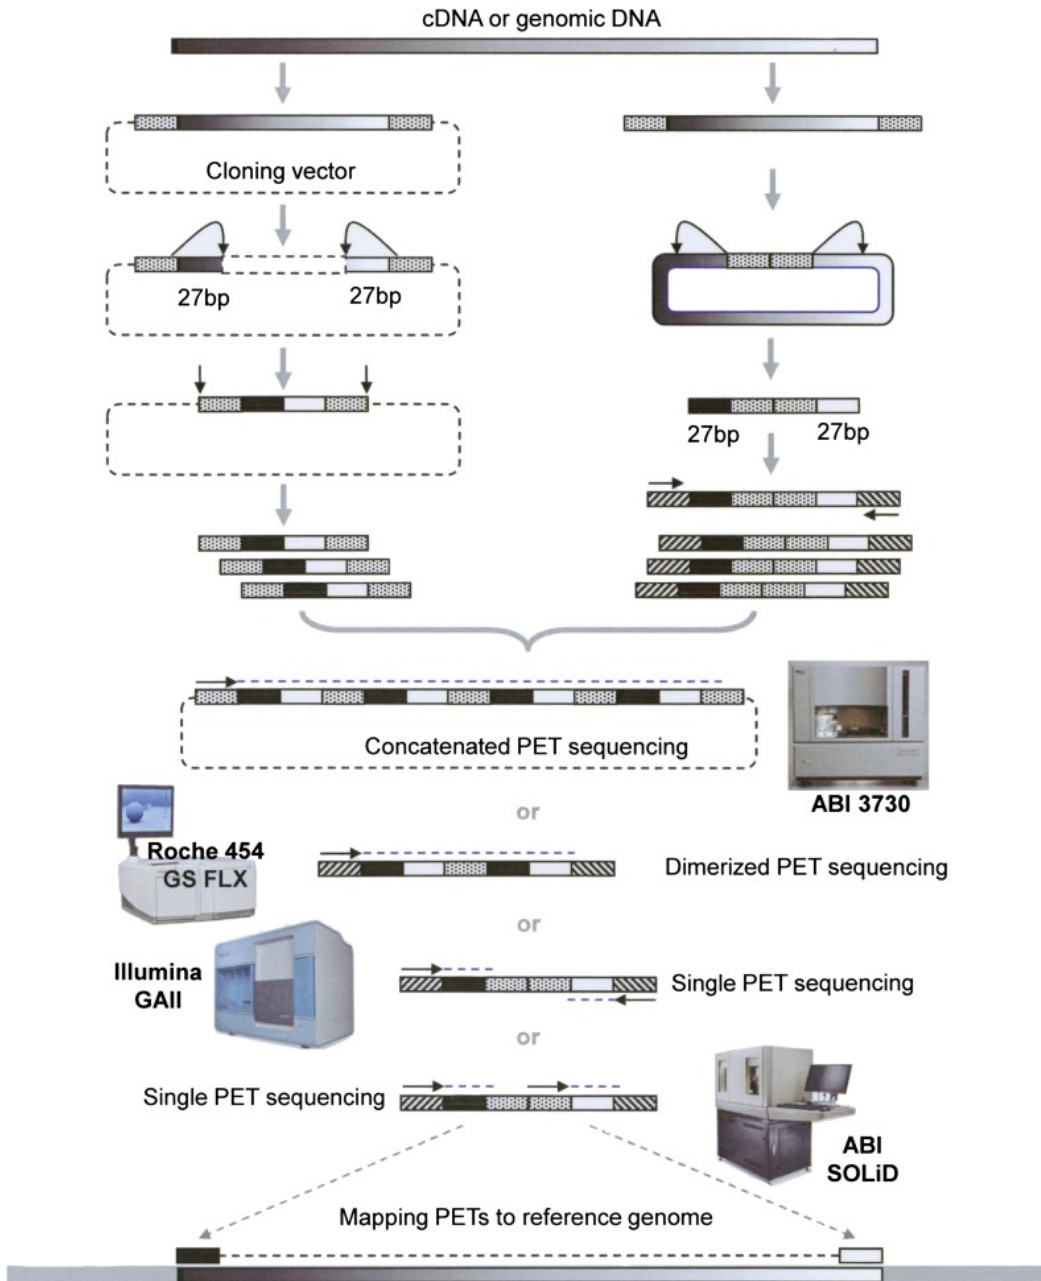 cDNA or genomic DNA
Cloning vector
27bp
27bp
27bp
27bp
Concatenated PET sequencing
ABI 3730
or
Roche 454
GS FLX
Dimerized PET sequencing
or
Illumina
GAII
Single PET sequencing
or
Single PET sequencing
ABI
SOLiD
Mapping PETs to reference genome